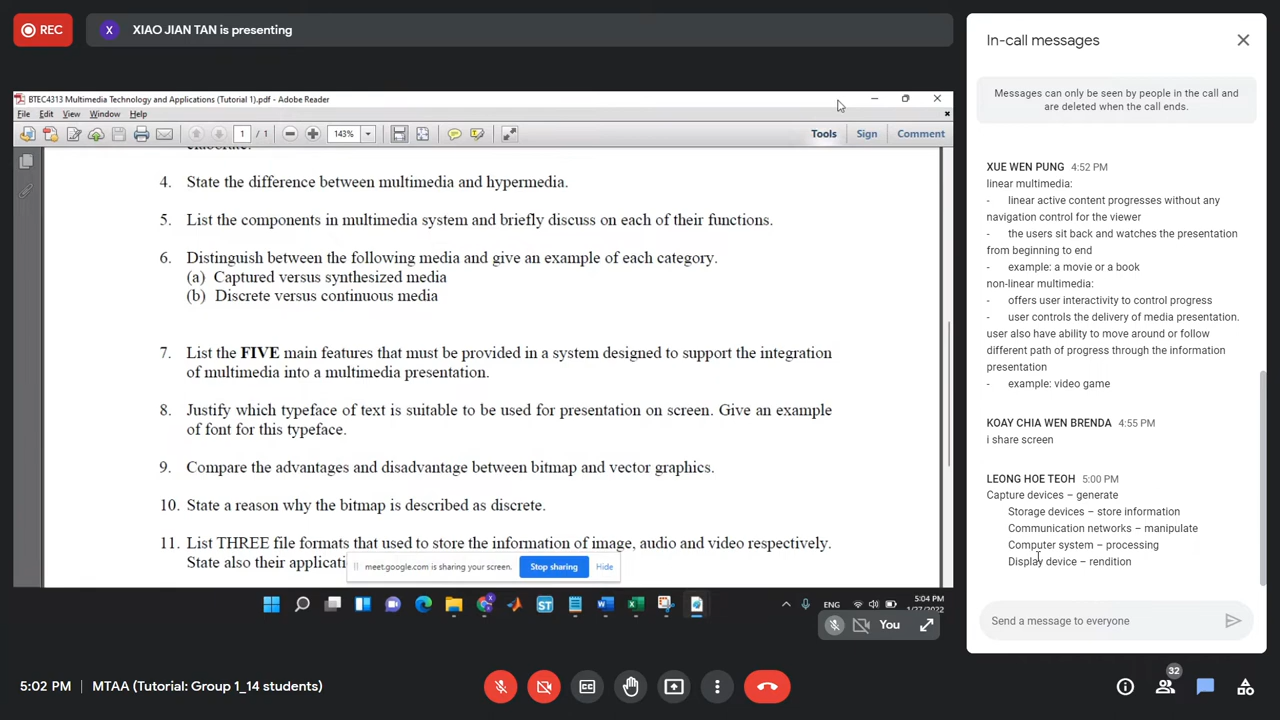 REC
X
XIAO JIAN TAN is presenting
BTEC4313 Multimedia Technology and Applications (Tutorial 1).pdf - Adobe Reader
File Edit View Window Help
1 / 1
143%
Tools
Sign
Comment
elaborate.
4. State the difference between multimedia and hypermedia.
5. List the components in multimedia system and briefly discuss on each of their functions.
6. Distinguish between the following media and give an example of each category.
(a) Captured versus synthesized media
(b) Discrete versus continuous media
7. List the FIVE main features that must be provided in a system designed to support the integration
of multimedia into a multimedia presentation.
8. Justify which typeface of text is suitable to be used for presentation on screen. Give an example
of font for this typeface.
9. Compare the advantages and disadvantage between bitmap and vector graphics.
10. State a reason why the bitmap is described as discrete.
11. List THREE file formats that used to store the information of image, audio and video respectively.
State also their applicati
meet.google.com is sharing your screen.
Stop sharing
Hide
ST
ENG
5:04 PM
1/27/2022
You
In-call messages
Messages can only be seen by people in the call and
are deleted when the call ends.
XUE WEN PUNG 4:52 PM
linear multimedia:
- linear active content progresses without any
navigation control for the viewer
- the users sit back and watches the presentation
from beginning to end
- example: a movie or a book
non-linear multimedia:
- offers user interactivity to control progress
- user controls the delivery of media presentation.
user also have ability to move around or follow
different path of progress through the information
presentation
- example: video game
KOAY CHIA WEN BRENDA 4:55 PM
i share screen
LEONG HOE TEOH 5:00 PM
Capture devices – generate
Storage devices – store information
Communication networks – manipulate
Computer system – processing
Display device – rendition
Send a message to everyone
5:02 PM
MTAA (Tutorial: Group 1_14 students)
32